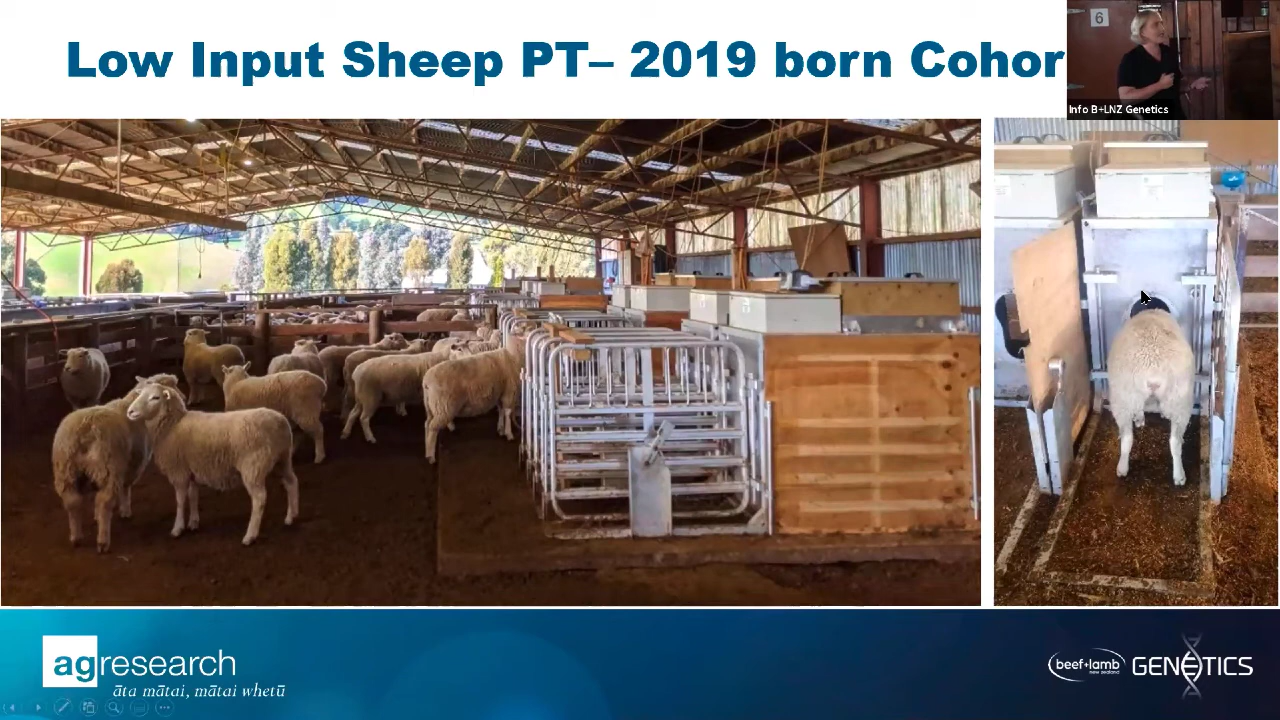 Low Input Sheep PT– 2019 born Cohor
6
Info B+LNZ Genetics
agresearch
āta mātai, mātai whetū
beef+lamb
new zealand
GENETICS